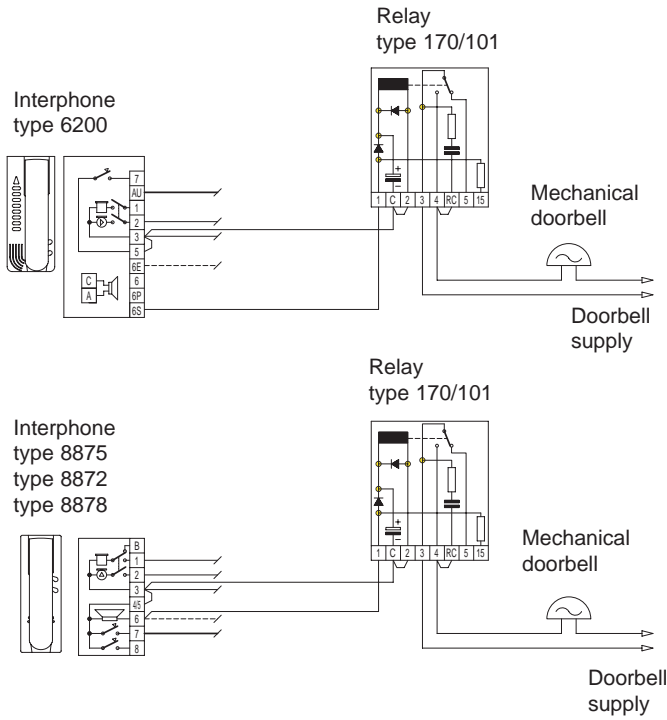 Relay
type 170/101
Interphone
type 6200
7
AU
1
2
3
5
6E
6
6P
6S
C
A
+
−
1 C 2 3 4 RC 5 15
Mechanical
doorbell
Doorbell
supply
Relay
type 170/101
Interphone
type 8875
type 8872
type 8878
B
1
2
3
4/5
6
7
8
+
−
1 C 2 3 4 RC 5 15
Mechanical
doorbell
Doorbell
supply